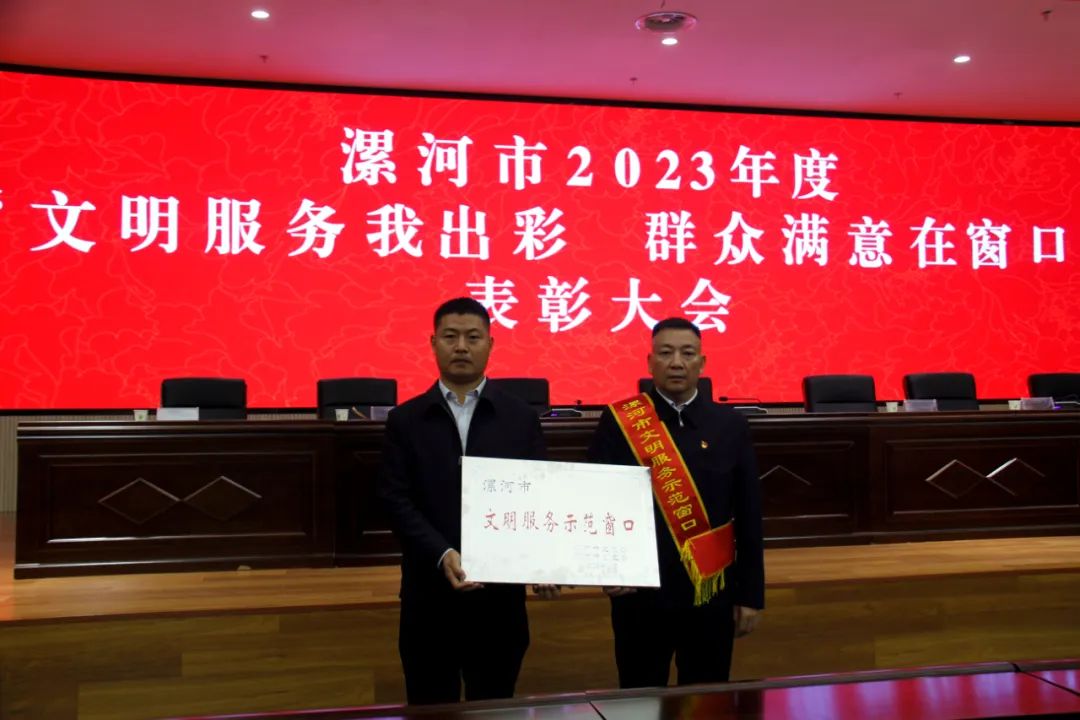 漯河市2023年度
“文明服务我出彩 群众满意在窗口
表彰大会
漯河市
文明服务示范窗口
漯河市文明服务示范窗口